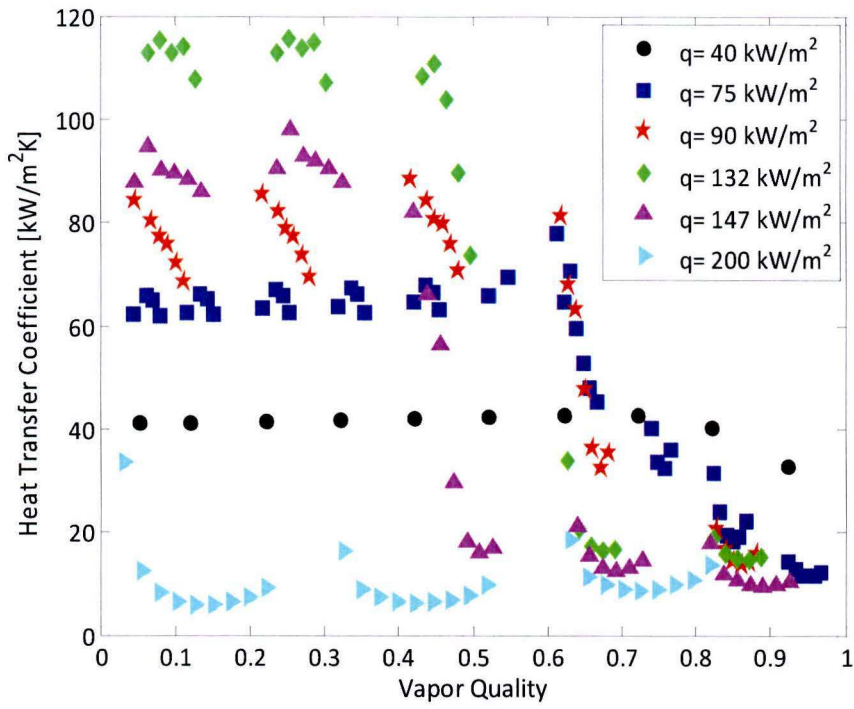 120
100
80
60
40
20
0
Heat Transfer Coefficient [kW/m²K]
0 0.1 0.2 0.3 0.4 0.5 0.6 0.7 0.8 0.9 1
Vapor Quality
q= 40 kW/m²
q= 75 kW/m²
q= 90 kW/m²
q= 132 kW/m²
q= 147 kW/m²
q= 200 kW/m²